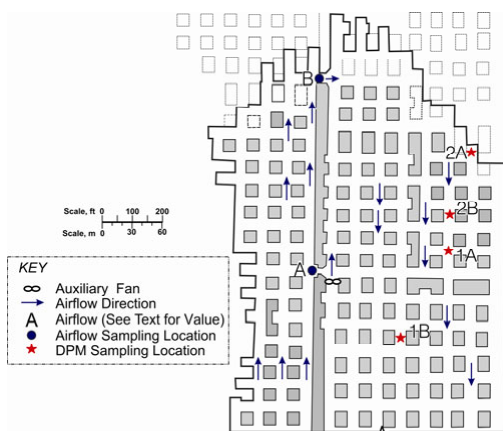 B
2A
2B
Scale, ft 0 100 200
Scale, m 0 30 60
1A
A
KEY
Auxiliary Fan
Airflow Direction
A Airflow (See Text for Value)
Airflow Sampling Location
DPM Sampling Location
1B